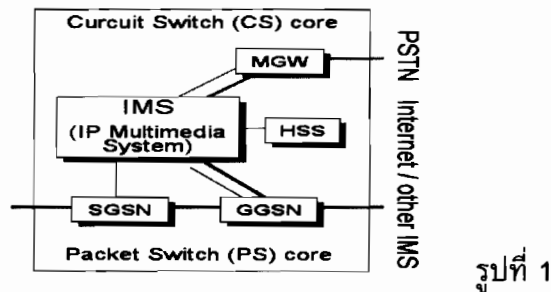 Curcuit Switch (CS) core
MGW
IMS
(IP Multimedia
System)
HSS
SGSN
GGSN
Packet Switch (PS) core
PSTN
Internet / other IMS
รูปที่ 1